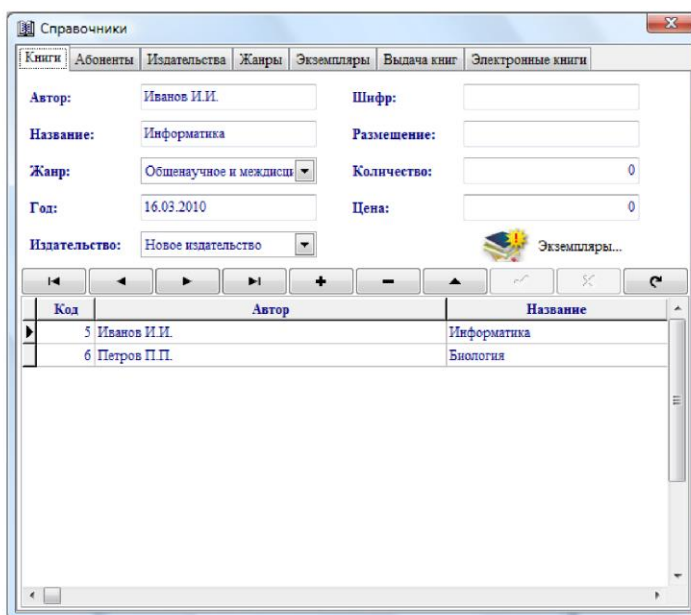 Справочники
Книги Абоненты Издательства Жанры Экземпляры Выдача книг Электронные книги
Автор: Иванов И.И. Шифр:
Название: Информатика Размещение:
Жанр: Общенаучное и междисци Количество: 0
Год: 16.03.2010 Цена: 0
Издательство: Новое издательство Экземпляры...
Код Автор Название
5 Иванов И.И. Информатика
6 Петров П.П. Биология